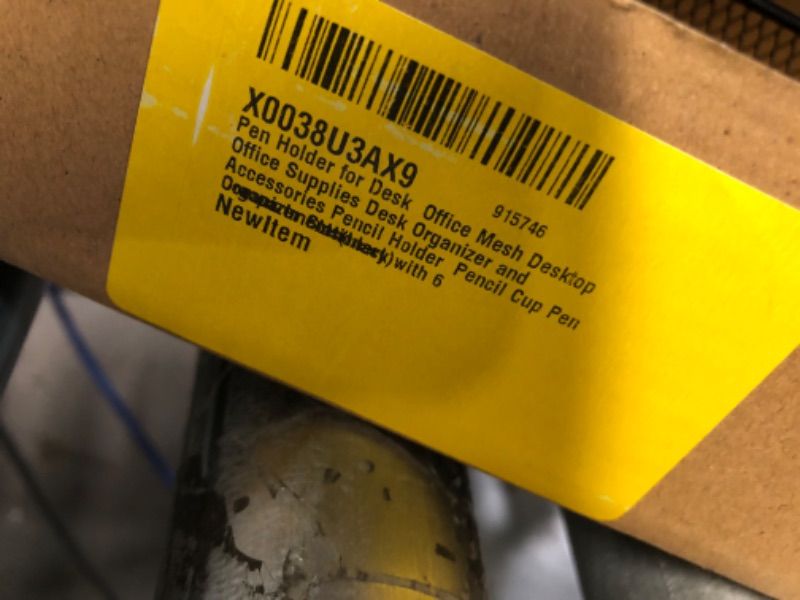 X0038U3AX9
915746
Pen Holder for Desk Office Mesh Desktop
Office Supplies Desk Organizer and
Accessories Pencil Holder Pencil Cup Pen
with 6
NewItem